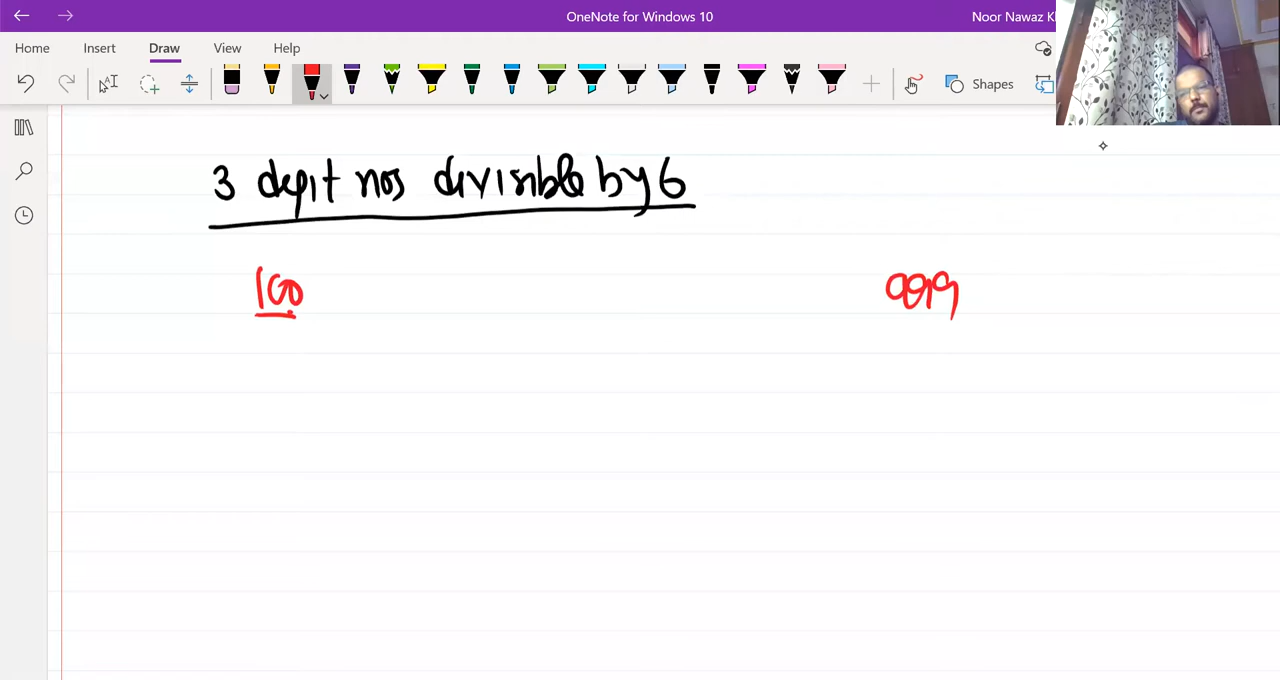 OneNote for Windows 10
Noor Nawaz Kh
Home Insert Draw View Help
Shapes
3 digit nos divisible by 6
100 999